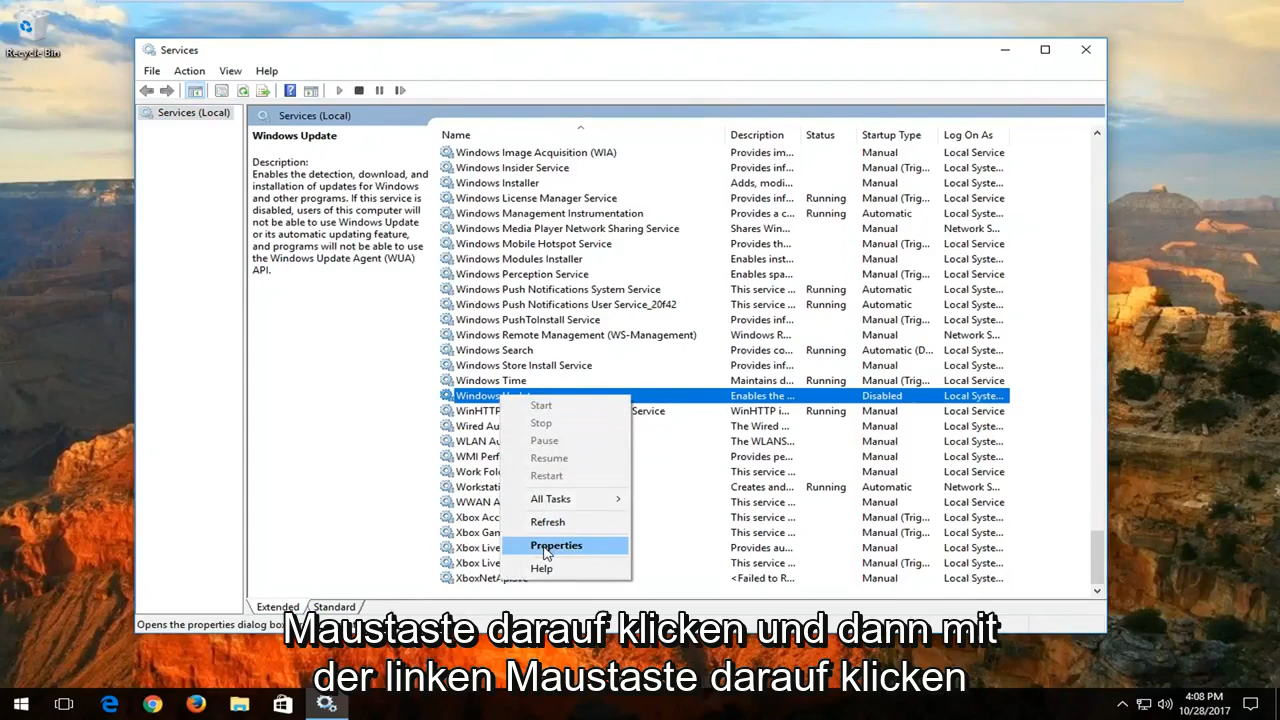 Recycle Bin
Services
File Action View Help
Services (Local)
Services (Local)
Windows Update
Description:
Enables the detection, download, and
installation of updates for Windows
and other programs. If this service is
disabled, users of this computer will
not be able to use Windows Update
or its automatic updating feature,
and programs will not be able to use
the Windows Update Agent (WUA)
API.
Name Description Status Startup Type Log On As
Windows Image Acquisition (WIA) Provides im... Manual Local Service
Windows Insider Service Provides inf... Manual (Trig... Local Syste...
Windows Installer Adds, modi... Manual Local Syste...
Windows License Manager Service Provides inf... Running Manual (Trig... Local Service
Windows Management Instrumentation Provides a c... Running Automatic Local Syste...
Windows Media Player Network Sharing Service Shares Win... Manual Network S...
Windows Mobile Hotspot Service Provides th... Manual (Trig... Local Service
Windows Modules Installer Enables inst... Manual Local Syste...
Windows Perception Service Enables spa... Manual (Trig... Local Service
Windows Push Notifications System Service This service ... Running Automatic Local Syste...
Windows Push Notifications User Service_20f42 This service ... Running Automatic Local Syste...
Windows PushToInstall Service Provides inf... Manual (Trig... Local Syste...
Windows Remote Management (WS-Management) Windows R... Manual Network S...
Windows Search Provides co... Running Automatic (D... Local Syste...
Windows Store Install Service Provides inf... Manual Local Syste...
Windows Time Maintains d... Running Manual (Trig... Local Service
Windows Enables the ... Disabled Local Syste...
WinHTTP Service WinHTTP i... Running Manual Local Service
Wired Au The Wired ... Manual Local Syste...
WLAN Au The WLANS... Manual Local Syste...
WMI Perf Provides pe... Manual Local Syste...
Work Fol This service ... Manual Local Service
Workstati Creates and... Running Automatic Network S...
WWAN A This service ... Manual Local Service
Xbox Acc This service ... Manual (Trig... Local Syste...
Xbox Gam This service ... Manual (Trig... Local Syste...
Xbox Live Provides au... Manual Local Syste...
Xbox Live This service ... Manual (Trig... Local Syste...
XboxNetApiSvc <Failed to R... Manual Local Syste...
Start
Stop
Pause
Resume
Restart
All Tasks
Refresh
Properties
Help
Extended Standard
Opens the properties dialog box
Maustaste darauf klicken und dann mit
der linken Maustaste darauf klicken
4:08 PM
10/28/2017